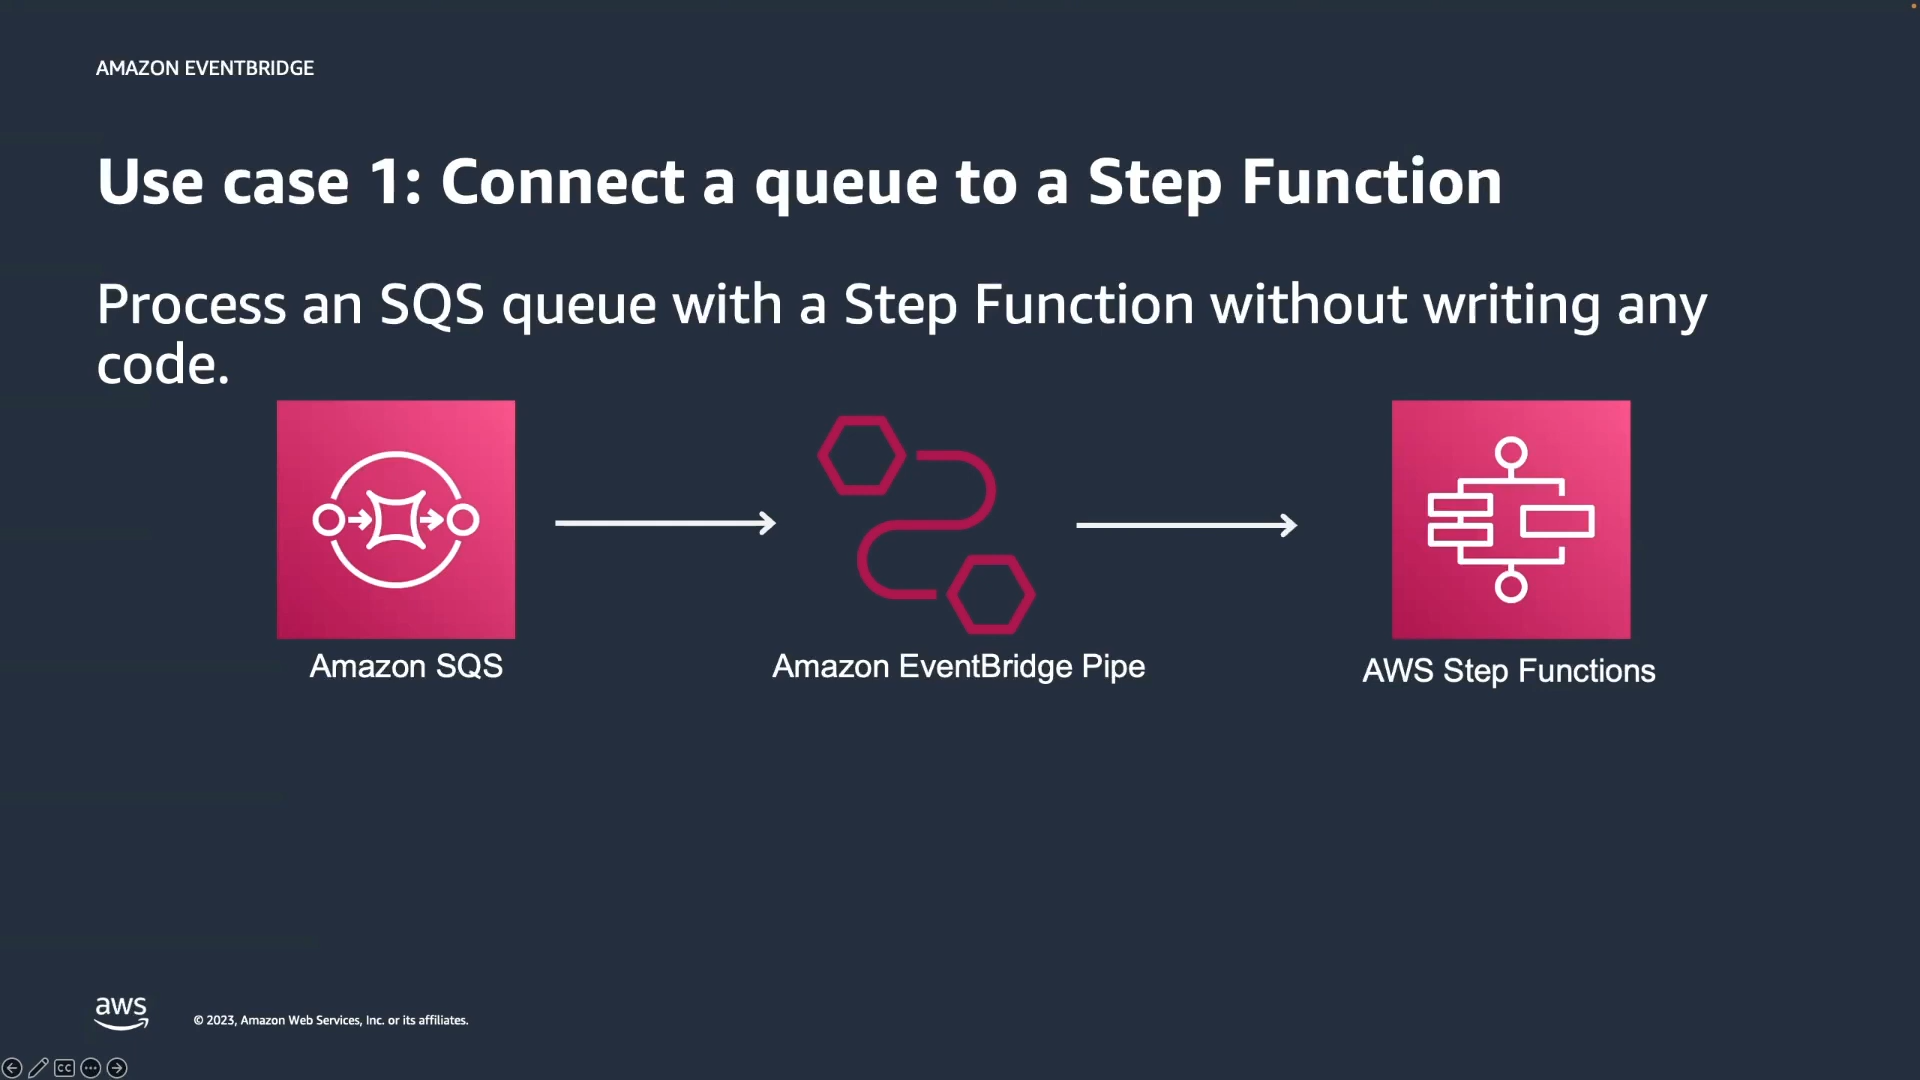 AMAZON EVENTBRIDGE
Use case 1: Connect a queue to a Step Function
Process an SQS queue with a Step Function without writing any
code.
Amazon SQS
Amazon EventBridge Pipe
AWS Step Functions
aws
© 2023, Amazon Web Services, Inc. or its affiliates.
CC